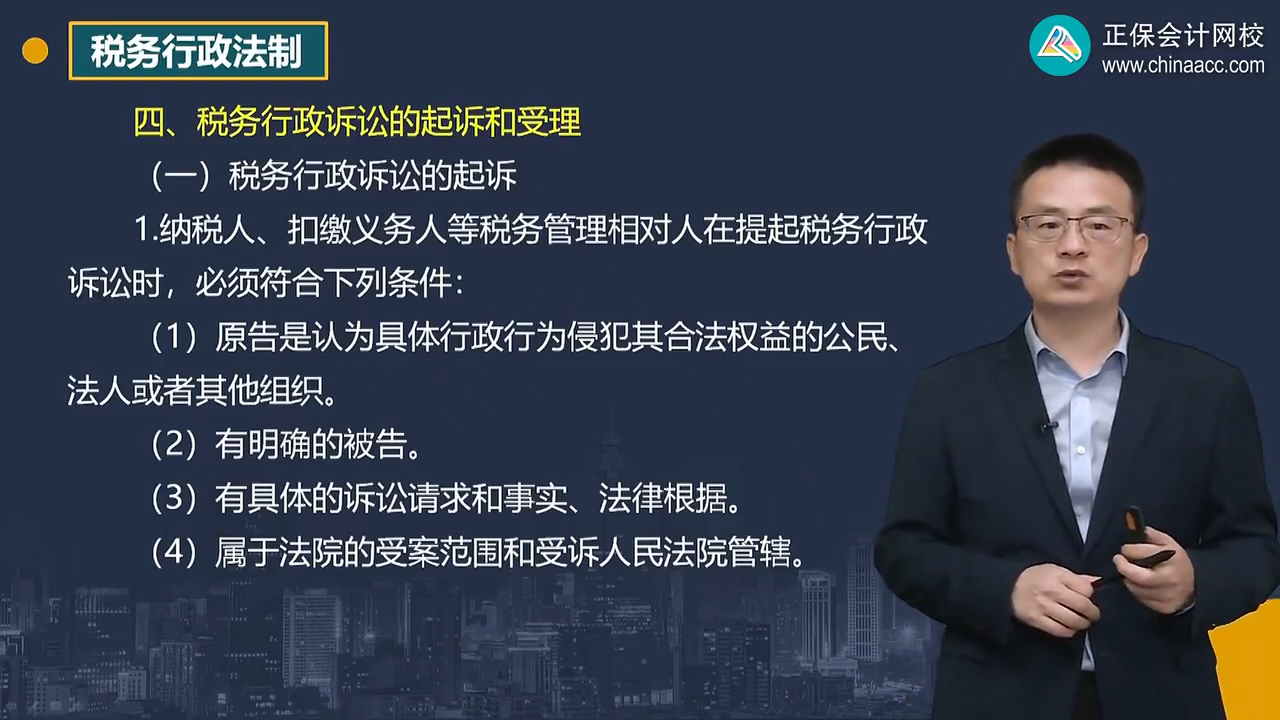 税务行政法制
正保会计网校
www.chinaacc.com
四、税务行政诉讼的起诉和受理
（一）税务行政诉讼的起诉
1.纳税人、扣缴义务人等税务管理相对人在提起税务行政
诉讼时，必须符合下列条件：
（1）原告是认为具体行政行为侵犯其合法权益的公民、
法人或者其他组织。
（2）有明确的被告。
（3）有具体的诉讼请求和事实、法律根据。
（4）属于法院的受案范围和受诉人民法院管辖。